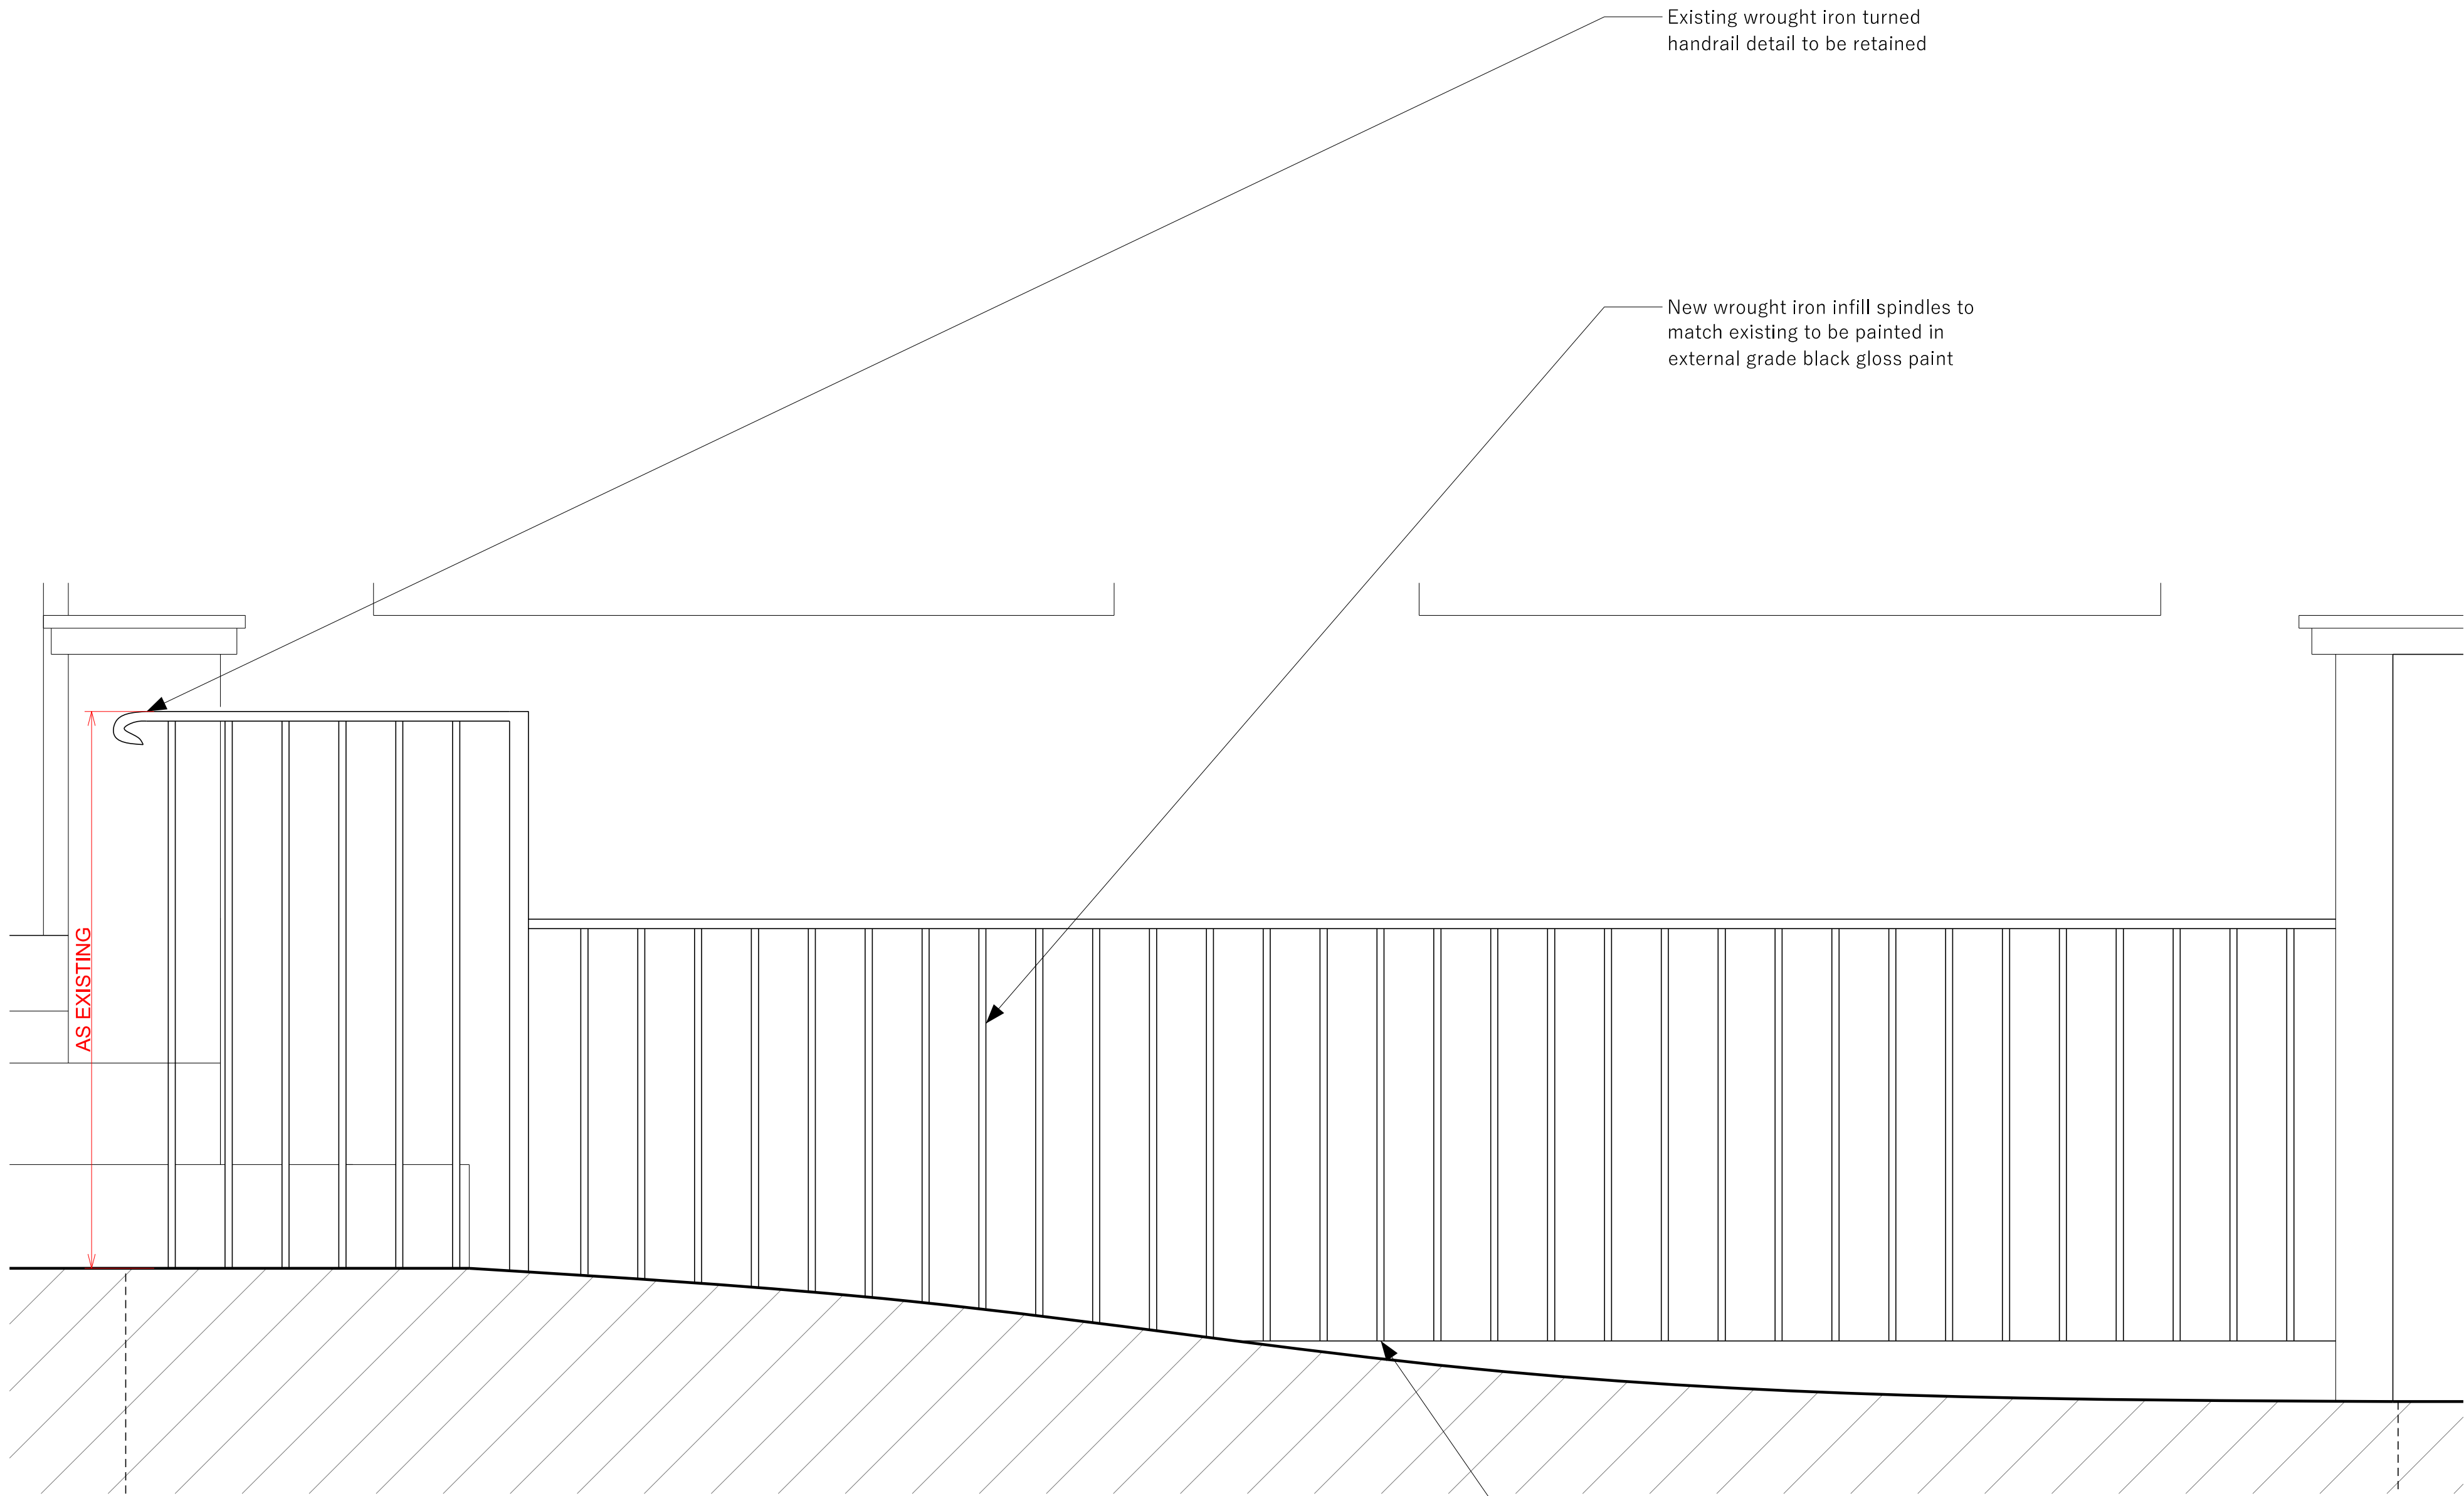 Existing wrought iron turned
handrail detail to be retained
New wrought iron infill spindles to
match existing to be painted in
external grade black gloss paint
AS EXISTING